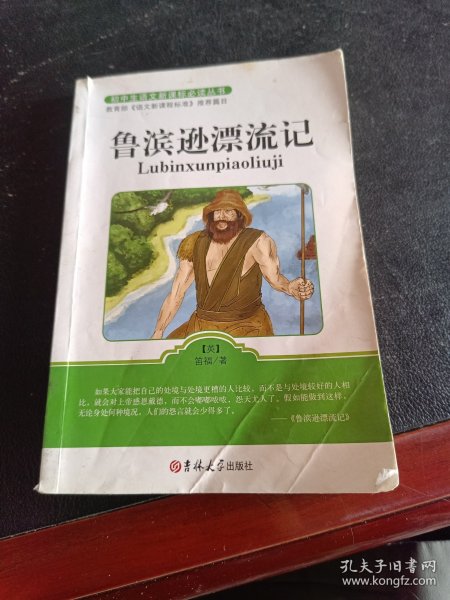 初中生语文新课标必读丛书
教育部《语文新课程标准》推荐篇目
鲁滨逊漂流记
Lubinxunpiaoliuji
【英】
笛福/著
如果大家能把自己的处境与处境更糟的人比较，而不是与处境较好的人相
比，就会对上帝感恩戴德，而不会嘟嘟哝哝，怨天尤人了。假如能做到这样，
无论身处何种境况，人们的怨言就会少得多了。
——《鲁滨逊漂流记》
吉林大学出版社
孔夫子旧书网
www.kongfz.com